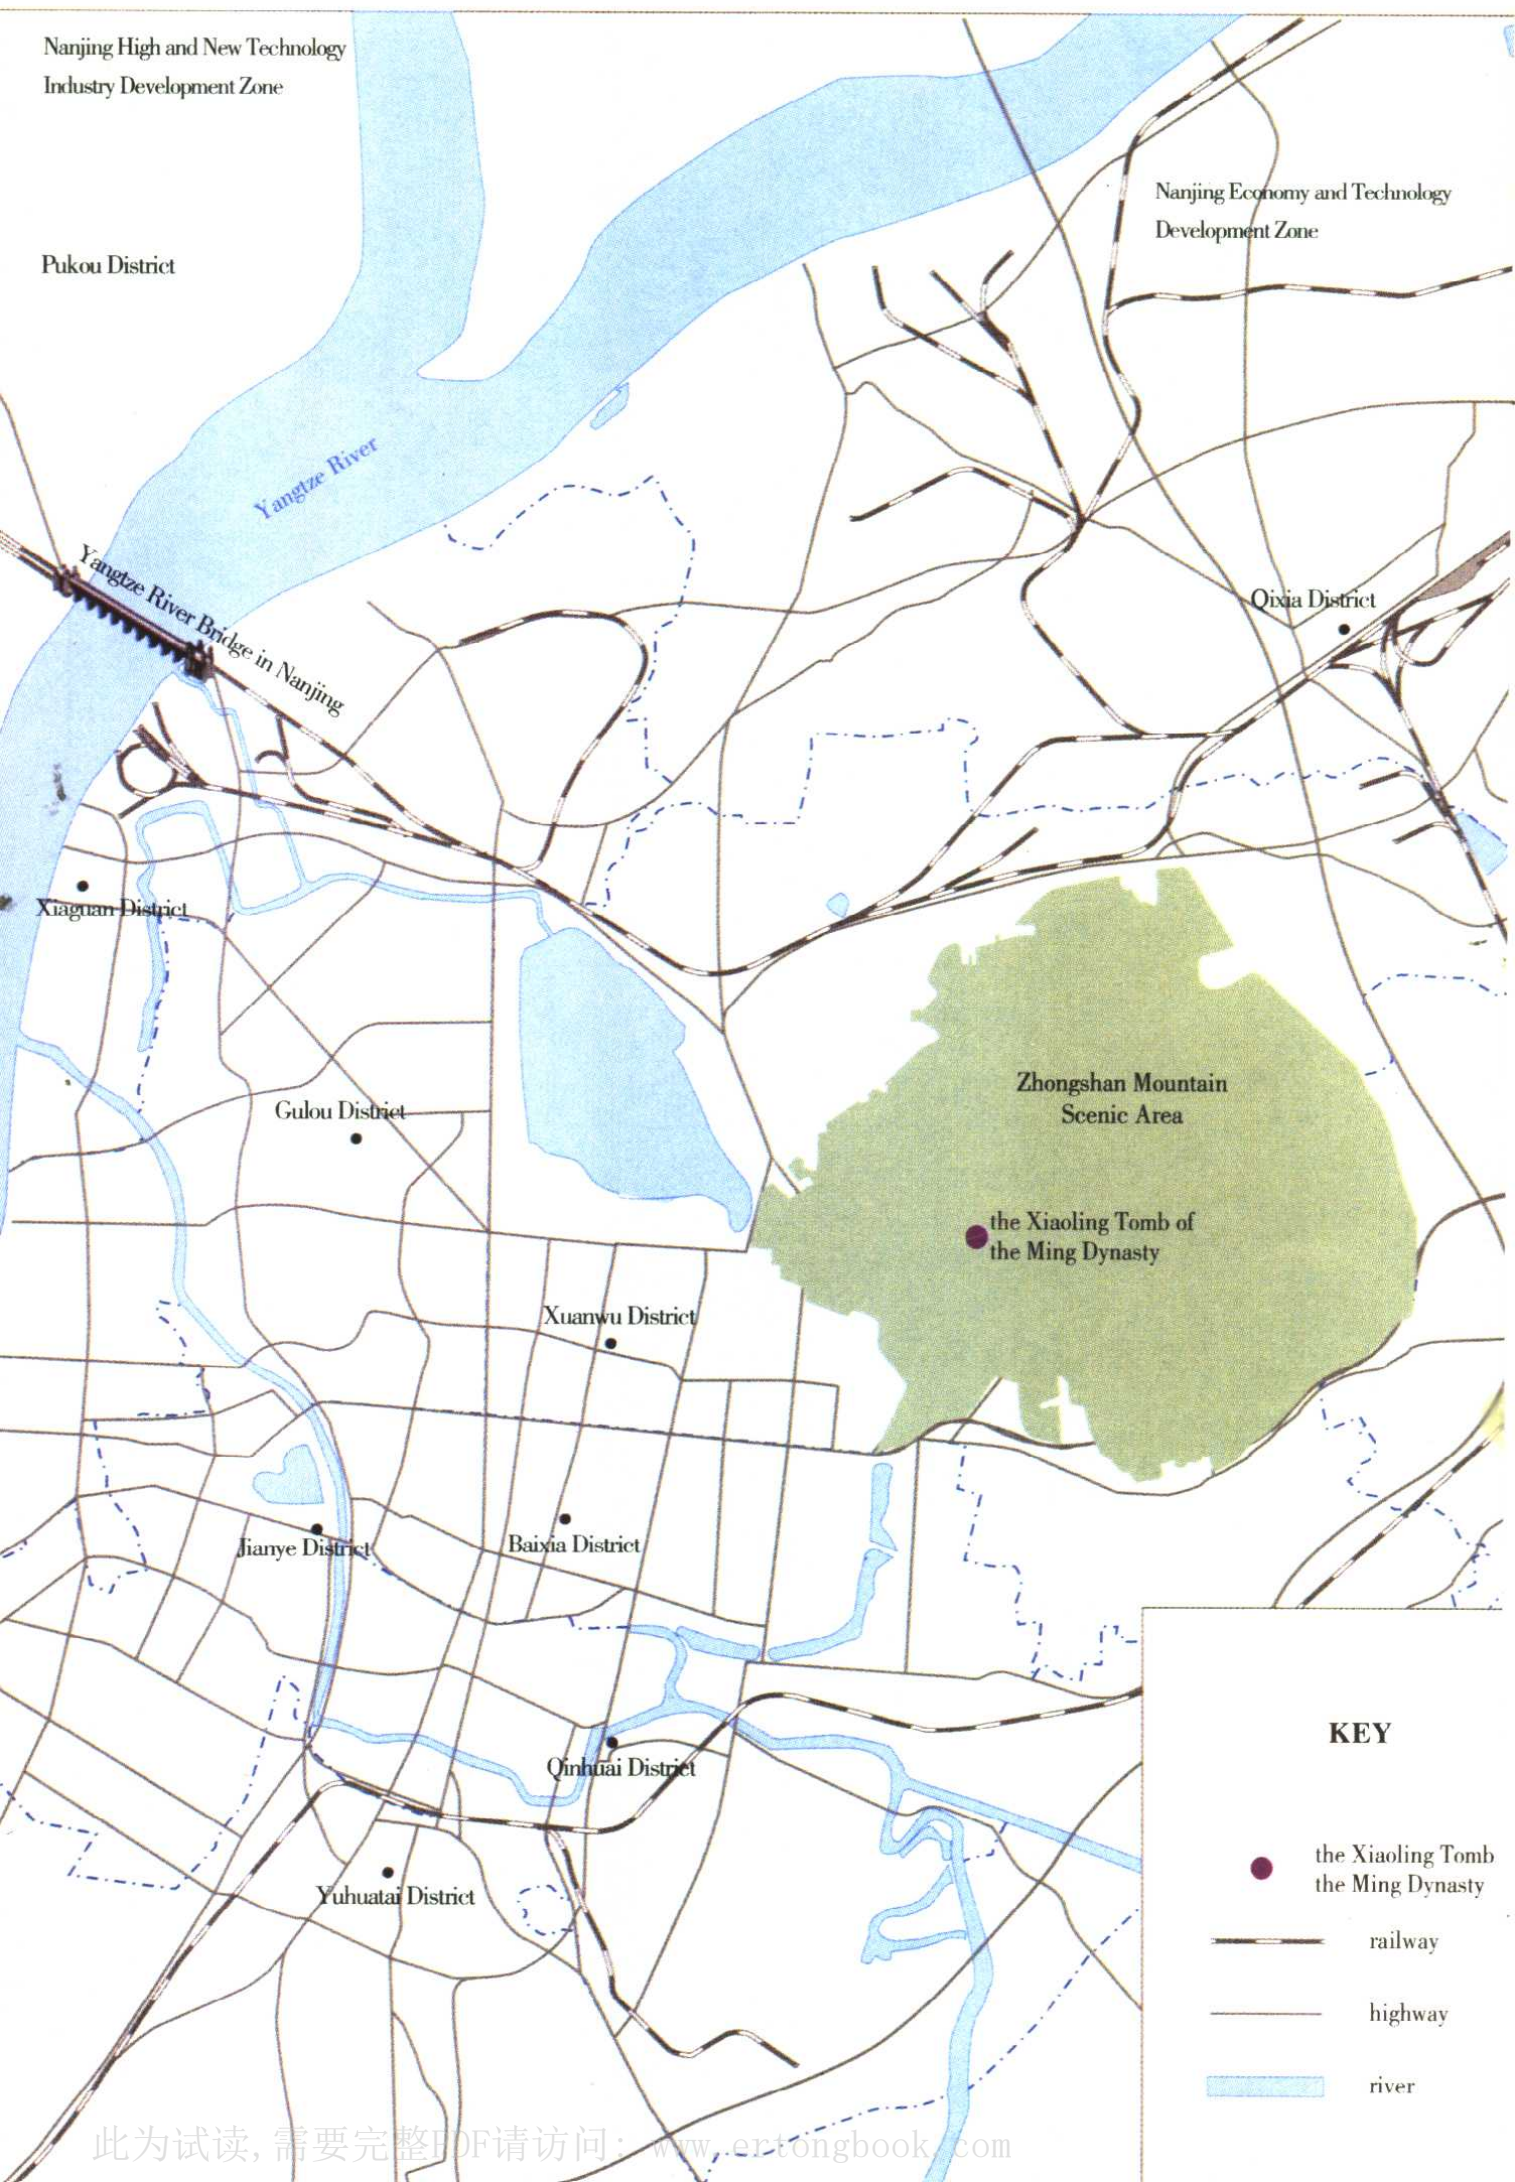 Nanjing High and New Technology
Industry Development Zone
Nanjing Economy and Technology
Development Zone
Pukou District
Yangtze River
Yangtze River Bridge in Nanjing
Qixia District
Xiaguan District
Zhongshan Mountain
Scenic Area
Gulou District
the Xiaoling Tomb of
the Ming Dynasty
Xuanwu District
Jianye District
Baixia District
Qinhuai District
Yuhuatai District
KEY
the Xiaoling Tomb
the Ming Dynasty
railway
highway
river
此为试读,需要完整PDF请访问: www.ertongbook.com